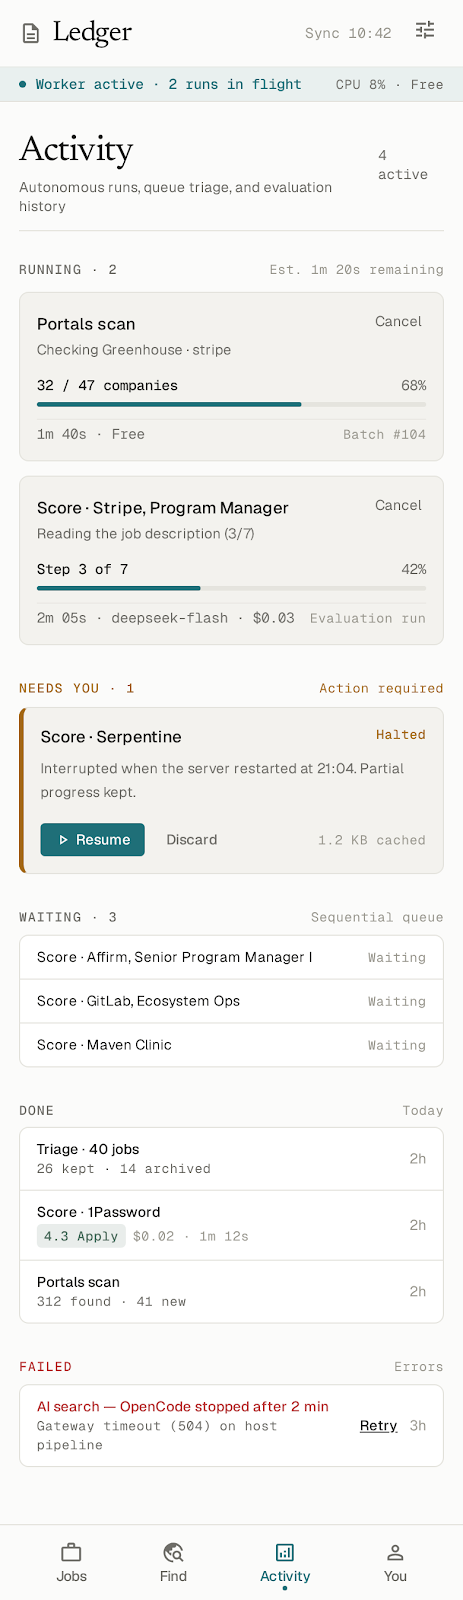 Ledger
Sync 10:42
Worker active · 2 runs in flight
CPU 8% · Free
Activity
4
active
Autonomous runs, queue triage, and evaluation
history
RUNNING · 2
Est. 1m 20s remaining
Portals scan
Cancel
Checking Greenhouse · stripe
32 / 47 companies
68%
1m 40s · Free
Batch #104
Score · Stripe, Program Manager
Cancel
Reading the job description (3/7)
Step 3 of 7
42%
2m 05s · deepseek-flash · $0.03
Evaluation run
NEEDS YOU · 1
Action required
Score · Serpentine
Halted
Interrupted when the server restarted at 21:04. Partial
progress kept.
Resume
Discard
1.2 KB cached
WAITING · 3
Sequential queue
Score · Affirm, Senior Program Manager I
Waiting
Score · GitLab, Ecosystem Ops
Waiting
Score · Maven Clinic
Waiting
DONE
Today
Triage · 40 jobs
26 kept · 14 archived
2h
Score · 1Password
4.3 Apply $0.02 · 1m 12s
2h
Portals scan
312 found · 41 new
2h
FAILED
Errors
AI search — OpenCode stopped after 2 min
Gateway timeout (504) on host
pipeline
Retry
3h
Jobs
Find
Activity
You